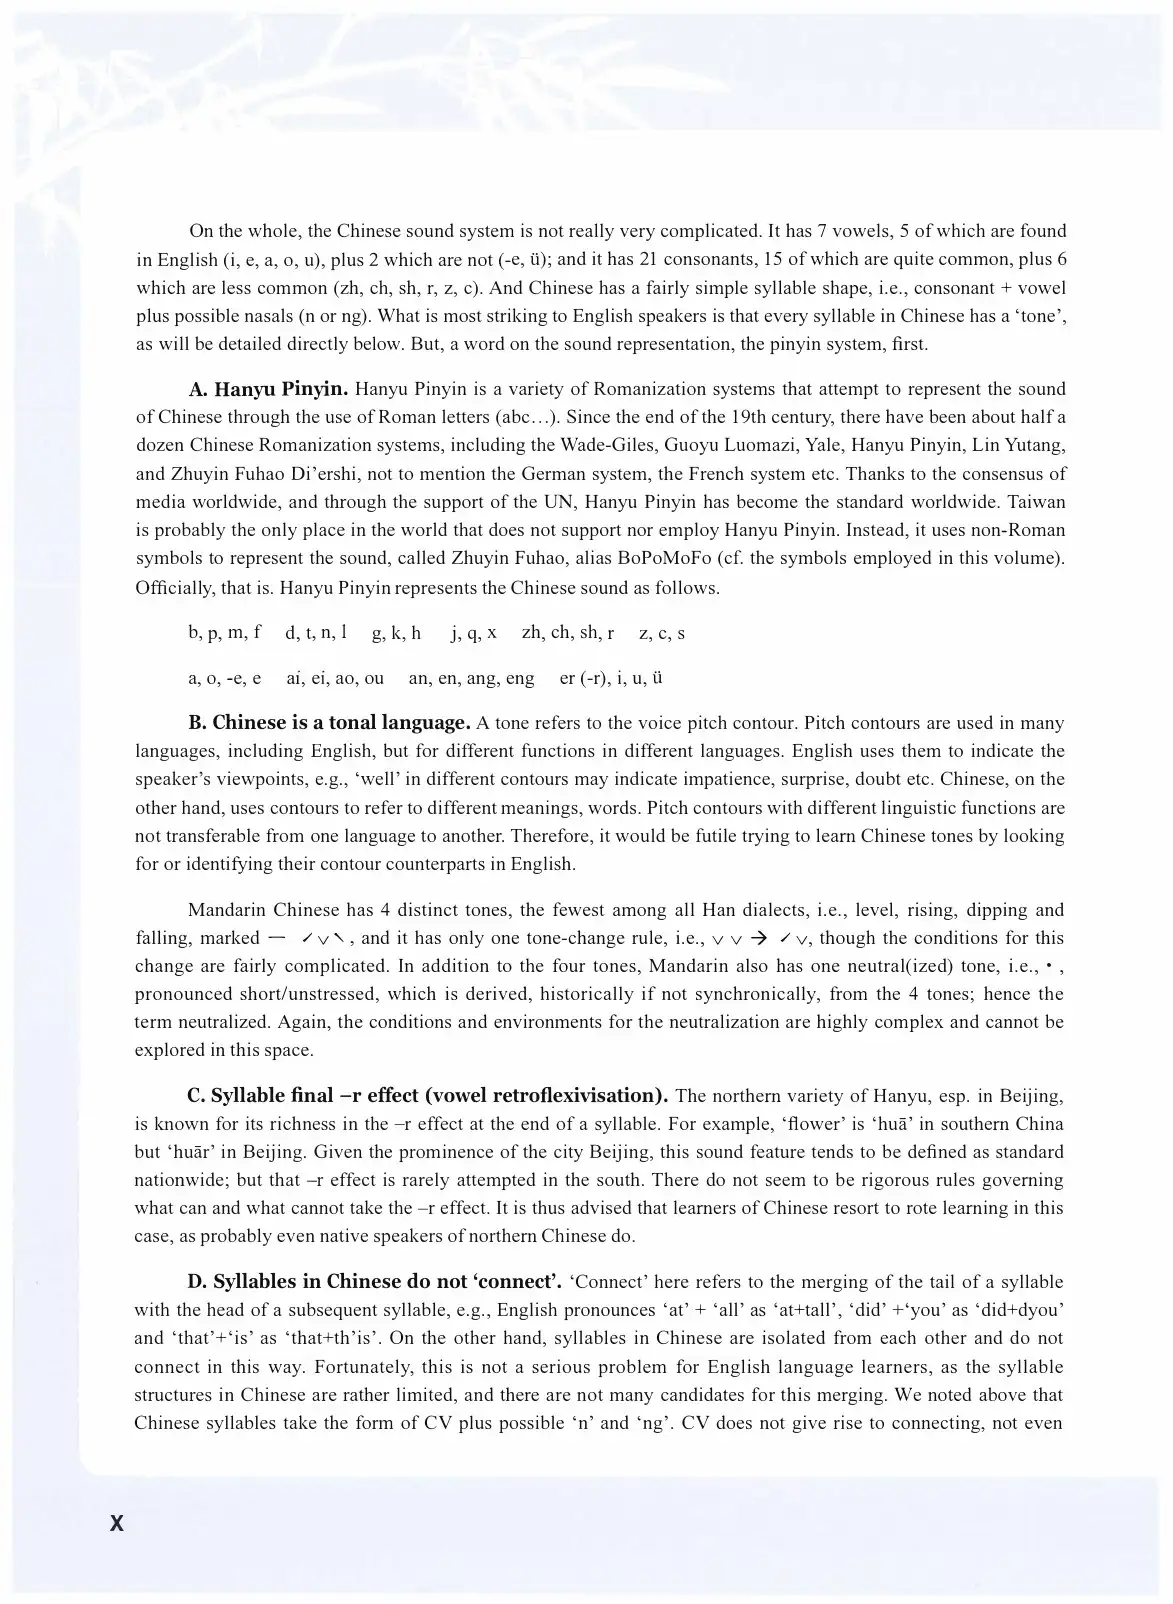 On the whole, the Chinese sound system is not really very complicated. It has 7 vowels, 5 of which are found
in English (i, e, a, o, u), plus 2 which are not (-e, ü); and it has 21 consonants, 15 of which are quite common, plus 6
which are less common (zh, ch, sh, r, z, c). And Chinese has a fairly simple syllable shape, i.e., consonant + vowel
plus possible nasals (n or ng). What is most striking to English speakers is that every syllable in Chinese has a ‘tone’,
as will be detailed directly below. But, a word on the sound representation, the pinyin system, first.
A. Hanyu Pinyin. Hanyu Pinyin is a variety of Romanization systems that attempt to represent the sound
of Chinese through the use of Roman letters (abc…). Since the end of the 19th century, there have been about half a
dozen Chinese Romanization systems, including the Wade-Giles, Guoyu Luomazi, Yale, Hanyu Pinyin, Lin Yutang,
and Zhuyin Fuhao Di’ershi, not to mention the German system, the French system etc. Thanks to the consensus of
media worldwide, and through the support of the UN, Hanyu Pinyin has become the standard worldwide. Taiwan
is probably the only place in the world that does not support nor employ Hanyu Pinyin. Instead, it uses non-Roman
symbols to represent the sound, called Zhuyin Fuhao, alias BoPoMoFo (cf. the symbols employed in this volume).
Officially, that is. Hanyu Pinyin represents the Chinese sound as follows.
b, p, m, f d, t, n, l g, k, h j, q, x zh, ch, sh, r z, c, s
a, o, -e, e ai, ei, ao, ou an, en, ang, eng er (-r), i, u, ü
B. Chinese is a tonal language. A tone refers to the voice pitch contour. Pitch contours are used in many
languages, including English, but for different functions in different languages. English uses them to indicate the
speaker’s viewpoints, e.g., ‘well’ in different contours may indicate impatience, surprise, doubt etc. Chinese, on the
other hand, uses contours to refer to different meanings, words. Pitch contours with different linguistic functions are
not transferable from one language to another. Therefore, it would be futile trying to learn Chinese tones by looking
for or identifying their contour counterparts in English.
Mandarin Chinese has 4 distinct tones, the fewest among all Han dialects, i.e., level, rising, dipping and
falling, marked — ˊ ˇ ˋ, and it has only one tone-change rule, i.e., ˇ ˇ → ˊ ˇ, though the conditions for this
change are fairly complicated. In addition to the four tones, Mandarin also has one neutral(ized) tone, i.e., • ,
pronounced short/unstressed, which is derived, historically if not synchronically, from the 4 tones; hence the
term neutralized. Again, the conditions and environments for the neutralization are highly complex and cannot be
explored in this space.
C. Syllable final –r effect (vowel retroflexivisation). The northern variety of Hanyu, esp. in Beijing,
is known for its richness in the –r effect at the end of a syllable. For example, ‘flower’ is ‘huā’ in southern China
but ‘huār’ in Beijing. Given the prominence of the city Beijing, this sound feature tends to be defined as standard
nationwide; but that –r effect is rarely attempted in the south. There do not seem to be rigorous rules governing
what can and what cannot take the –r effect. It is thus advised that learners of Chinese resort to rote learning in this
case, as probably even native speakers of northern Chinese do.
D. Syllables in Chinese do not ‘connect’. ‘Connect’ here refers to the merging of the tail of a syllable
with the head of a subsequent syllable, e.g., English pronounces ‘at’ + ‘all’ as ‘at+tall’, ‘did’ +‘you’ as ‘did+dyou’
and ‘that’+‘is’ as ‘that+th’is’. On the other hand, syllables in Chinese are isolated from each other and do not
connect in this way. Fortunately, this is not a serious problem for English language learners, as the syllable
structures in Chinese are rather limited, and there are not many candidates for this merging. We noted above that
Chinese syllables take the form of CV plus possible ‘n’ and ‘ng’. CV does not give rise to connecting, not even
X